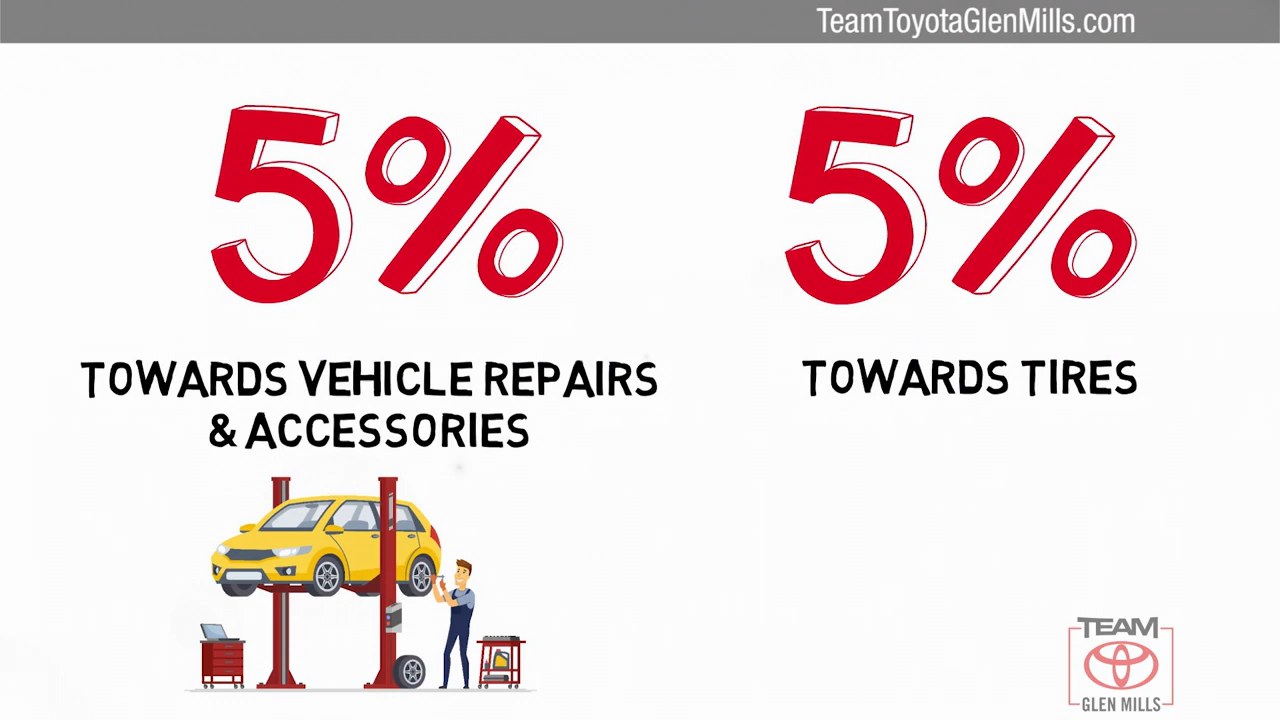 TeamToyotaGlenMills.com
5%
TOWARDS VEHICLE REPAIRS
& ACCESSORIES
5%
TOWARDS TIRES
TEAM
GLEN MILLS